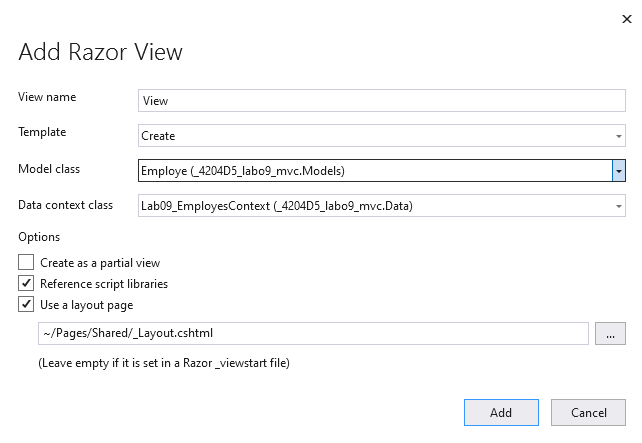 Add Razor View
View name
View
Template
Create
Model class
Employe (_4204D5_labo9_mvc.Models)
Data context class
Lab09_EmployesContext (_4204D5_labo9_mvc.Data)
Options
Create as a partial view
Reference script libraries
Use a layout page
~/Pages/Shared/_Layout.cshtml
...
(Leave empty if it is set in a Razor _viewstart file)
Add
Cancel